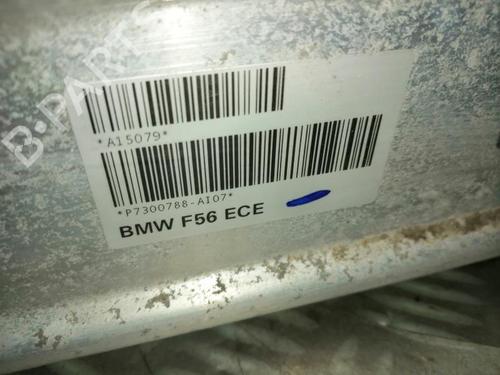 B-PARTS
*A15079*
*P7300788-AI07*
BMW F56 ECE